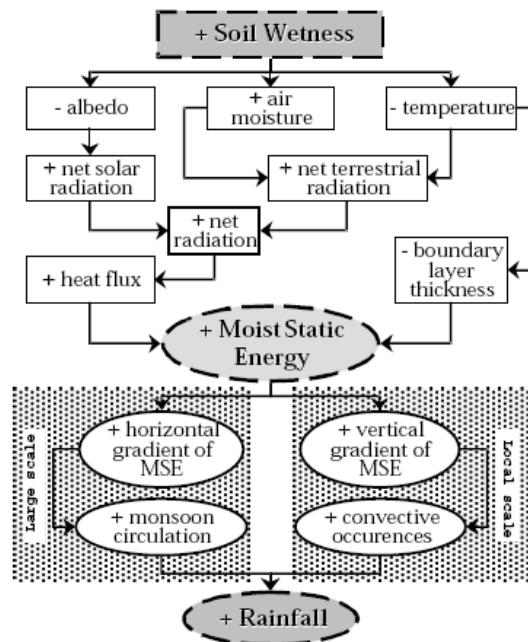 + Soil Wetness
- albedo
+ air
moisture
- temperature
+ net solar
radiation
+ net terrestrial
radiation
+ net
radiation
+ heat flux
- boundary
layer
thickness
+ Moist Static
Energy
Large scale
+ horizontal
gradient of
MSE
+ vertical
gradient of
MSE
Local scale
+ monsoon
circulation
+ convective
occurences
+ Rainfall